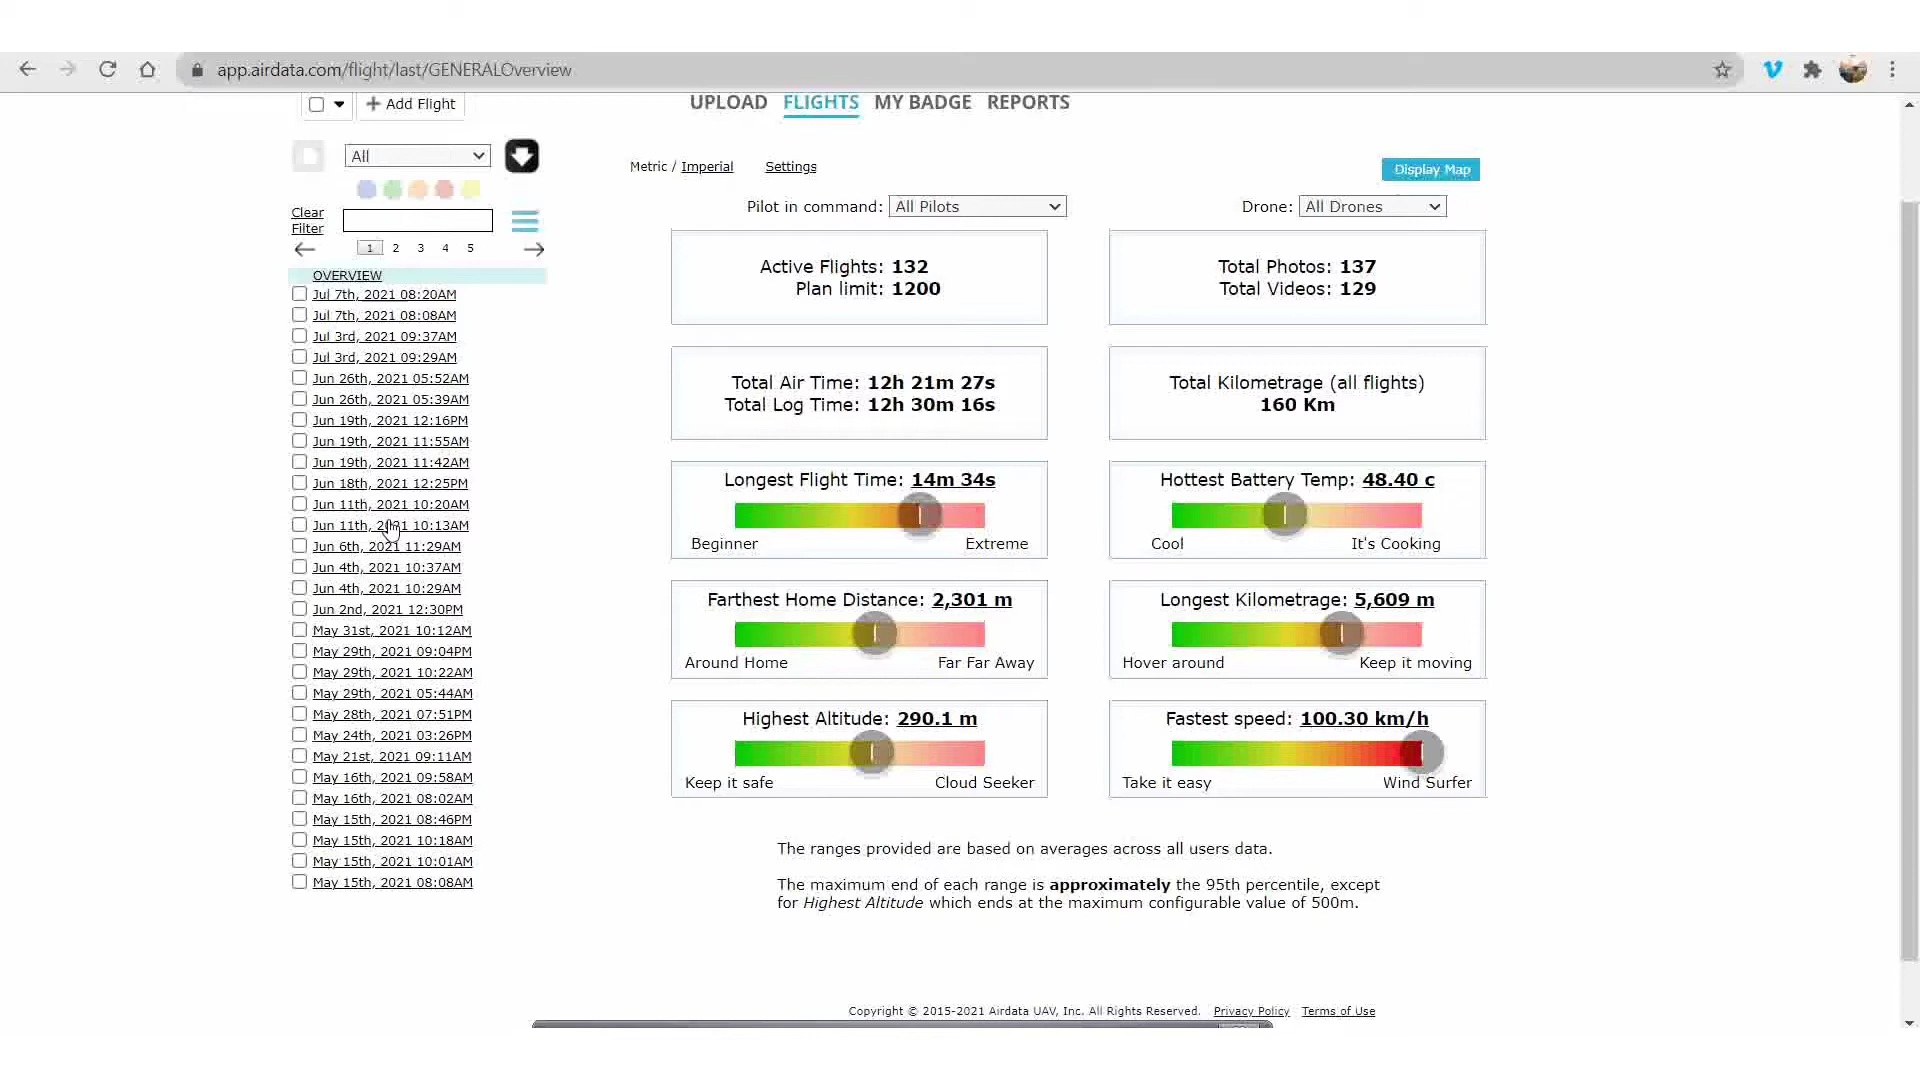 app.airdata.com/flight/last/GENERALOverview
Add Flight
UPLOAD FLIGHTS MY BADGE REPORTS
All
Metric / Imperial Settings
Display Map
Pilot in command: All Pilots
Drone: All Drones
Clear
Filter
1 2 3 4 5
OVERVIEW
Jul 7th, 2021 08:20AM
Jul 7th, 2021 08:08AM
Jul 3rd, 2021 09:37AM
Jul 3rd, 2021 09:29AM
Jun 26th, 2021 05:52AM
Jun 26th, 2021 05:39AM
Jun 19th, 2021 12:16PM
Jun 19th, 2021 11:55AM
Jun 19th, 2021 11:42AM
Jun 18th, 2021 12:25PM
Jun 11th, 2021 10:20AM
Jun 11th, 2021 10:13AM
Jun 6th, 2021 11:29AM
Jun 4th, 2021 10:37AM
Jun 4th, 2021 10:29AM
Jun 2nd, 2021 12:30PM
May 31st, 2021 10:12AM
May 29th, 2021 09:04PM
May 29th, 2021 10:22AM
May 29th, 2021 05:44AM
May 28th, 2021 07:51PM
May 24th, 2021 03:26PM
May 21st, 2021 09:11AM
May 16th, 2021 09:58AM
May 16th, 2021 08:02AM
May 15th, 2021 08:46PM
May 15th, 2021 10:18AM
May 15th, 2021 10:01AM
May 15th, 2021 08:08AM
Active Flights: 132
Plan limit: 1200
Total Photos: 137
Total Videos: 129
Total Air Time: 12h 21m 27s
Total Log Time: 12h 30m 16s
Total Kilometrage (all flights)
160 Km
Longest Flight Time: 14m 34s
Beginner Extreme
Hottest Battery Temp: 48.40 c
Cool It's Cooking
Farthest Home Distance: 2,301 m
Around Home Far Far Away
Longest Kilometrage: 5,609 m
Hover around Keep it moving
Highest Altitude: 290.1 m
Keep it safe Cloud Seeker
Fastest speed: 100.30 km/h
Take it easy Wind Surfer
The ranges provided are based on averages across all users data.
The maximum end of each range is approximately the 95th percentile, except
for Highest Altitude which ends at the maximum configurable value of 500m.
Copyright © 2015-2021 Airdata UAV, Inc. All Rights Reserved. Privacy Policy Terms of Use